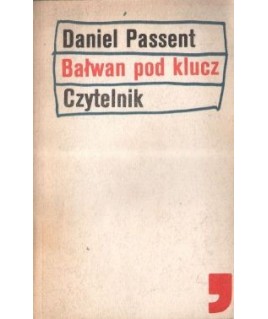 Daniel Passent
Bałwan pod klucz
Czytelnik